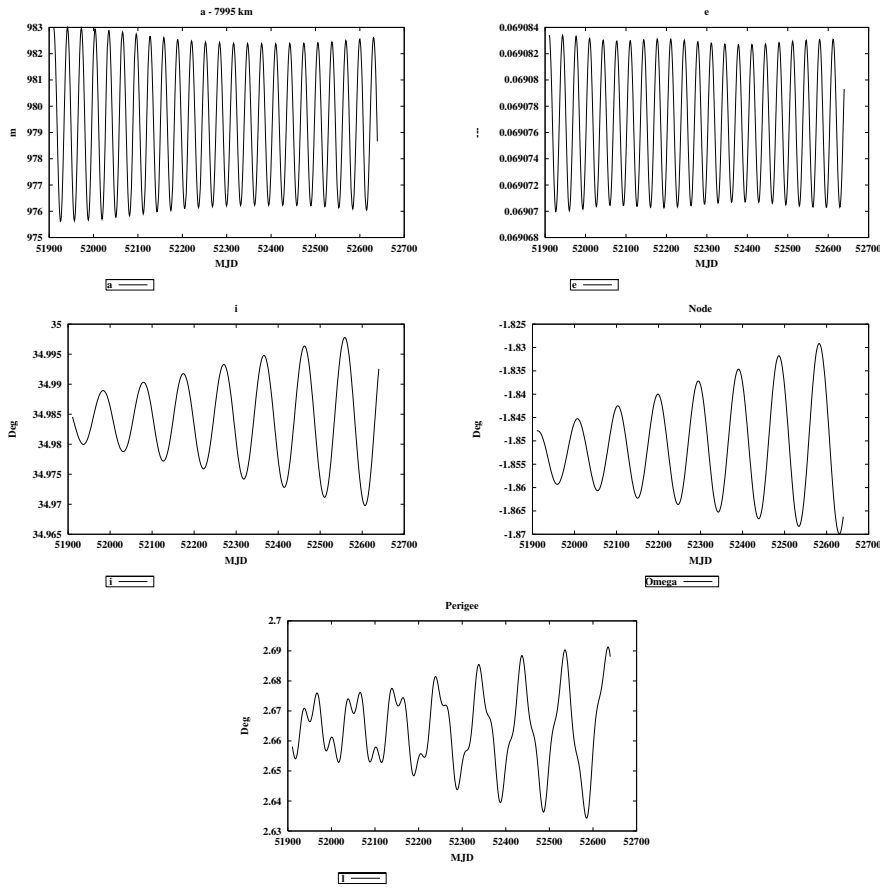 a - 7995 km
983
982
981
980
979
978
977
976
975
m
51900 52000 52100 52200 52300 52400 52500 52600 52700
MJD
a
e
0.069084
0.069082
0.06908
0.069078
0.069076
0.069074
0.069072
0.06907
0.069068
---
51900 52000 52100 52200 52300 52400 52500 52600 52700
MJD
e
i
35
34.995
34.99
34.985
34.98
34.975
34.97
34.965
Deg
51900 52000 52100 52200 52300 52400 52500 52600 52700
MJD
i
Node
-1.825
-1.83
-1.835
-1.84
-1.845
-1.85
-1.855
-1.86
-1.865
-1.87
Deg
51900 52000 52100 52200 52300 52400 52500 52600 52700
MJD
Omega
Perigee
2.7
2.69
2.68
2.67
2.66
2.65
2.64
2.63
Deg
51900 52000 52100 52200 52300 52400 52500 52600 52700
MJD
l